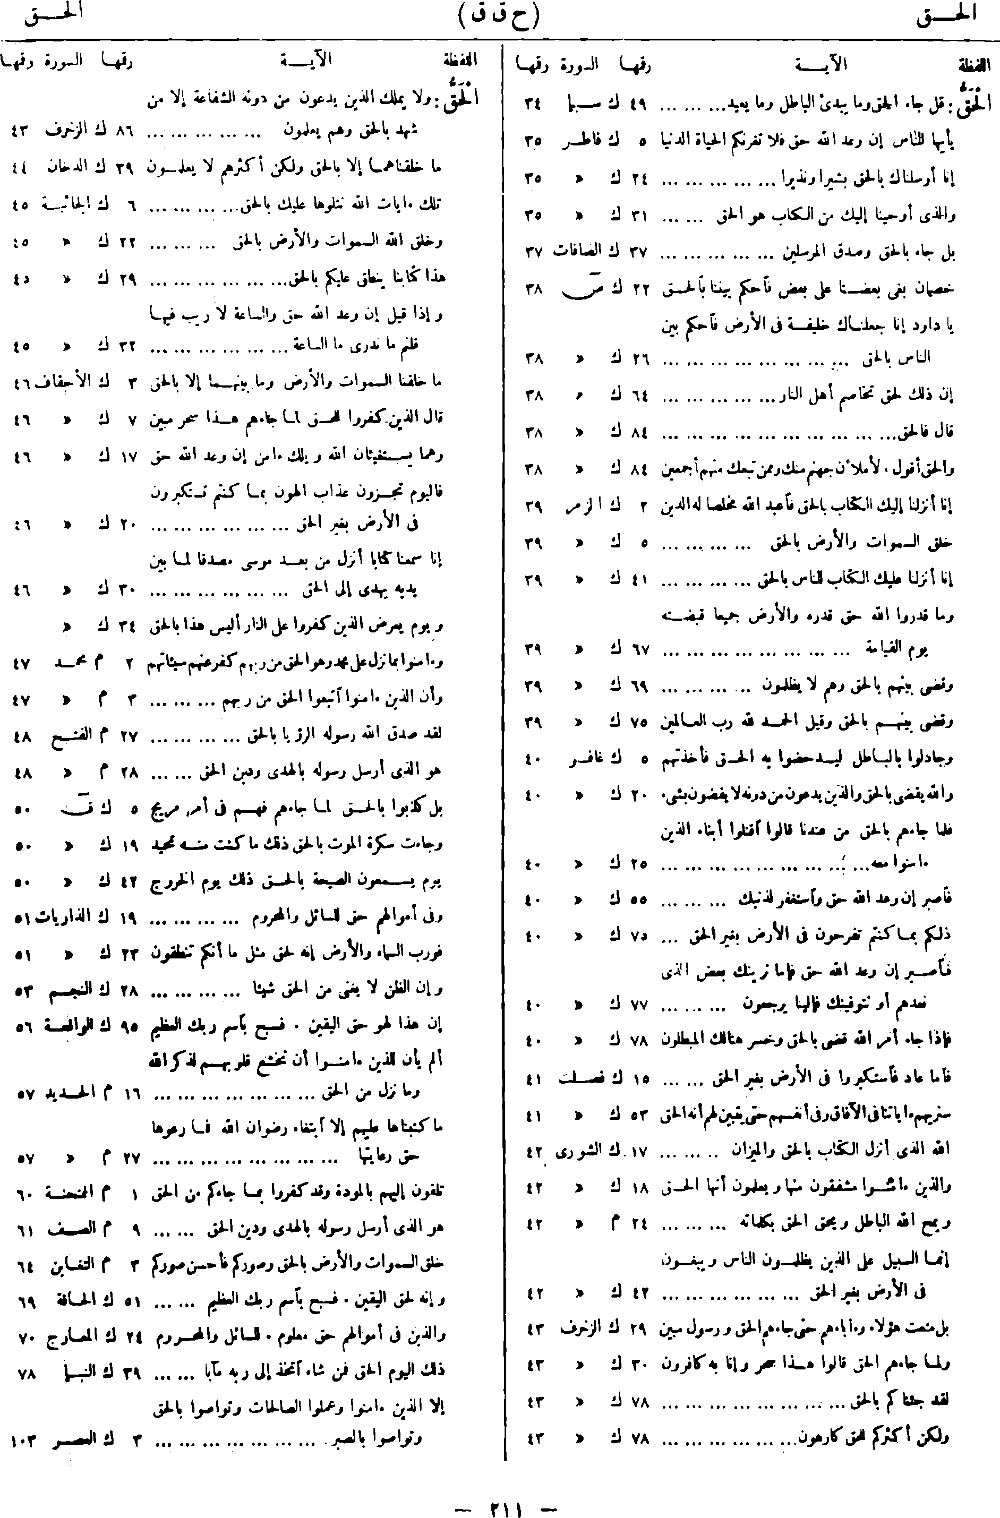 الحـــق
(ح ق ق)
الحـــق
اللفظة الآيـــة رقمها السورة رقمها
الْحَقُّ : قل جاء الحق وما يبدئ الباطل وما يعيد... ... ... ٤٩ ك سبإ ٣٤
يأيها الناس إن وعد الله حق فلا تغرنكم الحياة الدنيا ٥ ك فاطر ٣٥
إنا أرسلناك بالحق بشيرا ونذيرا ... ... ... ... ٢٤ ك » ٣٥
والذى أوحينا إليك من الكتاب هو الحق ... ... ٣١ ك » ٣٥
بل جاء بالحق وصدق المرسلين ... ... ... ... ... ٣٧ ك الصافات ٣٧
خصمان بغى بعضنا على بعض فٱحكم بيننا بٱلحق ٢٢ ك صٓ ٣٨
يا داود إنا جعلناك خليفة فى الأرض فٱحكم بين
الناس بالحق ... ... ... ... ... ... ... ٢٦ ك » ٣٨
إن ذلك لحق تخاصم أهل النار... ... ... ... ... ٦٤ ك » ٣٨
قال فالحق... ... ... ... ... ... ... ... ... ٨٤ ك » ٣٨
والحق أقول ، لأملأن جهنم منك وممن تبعك منهم أجمعين ٨٤ ك » ٣٨
إنا أنزلنا إليك الكتاب بالحق فٱعبد الله مخلصا له الدين ٢ ك الزمر ٣٩
خلق السموات والأرض بالحق ... ... ... ... ٥ ك » ٣٩
إنا أنزلنا عليك الكتاب للناس بالحق ... ... ... ... ٤١ ك » ٣٩
وما قدروا الله حق قدره والأرض جميعا قبضته
يوم القيامة ... ... ... ... ... ... ... ٦٧ ك » ٣٩
وقضى بينهم بالحق وهم لا يظلمون ... ... ... ... ٦٩ ك » ٣٩
وقضى بينهم بالحق وقيل الحمد لله رب العالمين ٧٥ ك » ٣٩
وجادلوا بالباطل ليدحضوا به الحق فأخذتهم ٥ ك غافر ٤٠
والله يقضى بالحق والذين يدعون من دونه لا يقضون بشىء ٢٠ ك » ٤٠
فلما جاءهم بالحق من عندنا قالوا ٱقتلوا أبناء الذين
ءامنوا معه... ... ... ... ... ... ... ... ٢٥ ك » ٤٠
فٱصبر إن وعد الله حق وٱستغفر لذنبك ... ... ... ٥٥ ك » ٤٠
ذلكم بما كنتم تفرحون فى الأرض بغير الحق ... ٧٥ ك » ٤٠
فٱصبر إن وعد الله حق فإما نرينك بعض الذى
نعدهم أو نتوفينك فإلينا يرجعون ... ... ... ٧٧ ك » ٤٠
فإذا جاء أمر الله قضى بالحق وخسر هنالك المبطلون ٧٨ ك » ٤٠
فأما عاد فٱستكبروا فى الأرض بغير الحق ... ... ١٥ ك فصلت ٤١
سنريهم ءاياتنا فى الآفاق وفى أنفسهم حتى يتبين لهم أنه الحق ٥٣ ك » ٤١
الله الذى أنزل الكتاب بالحق والميزان ... ... ... ١٧ ك الشورى ٤٢
والذين ءامنوا مشفقون منها ويعلمون أنها الحق ١٨ ك » ٤٢
ويمح الله الباطل ويحق الحق بكلماته ... ... ... ٢٤ م » ٤٢
إنما السبيل على الذين يظلمون الناس ويبغون
فى الأرض بغير الحق ... ... ... ... ... ... ٤٢ ك » ٤٢
بل متعت هؤلاء وءاباءهم حتى جاءهم الحق ورسول مبين ٢٩ ك الزخرف ٤٣
ولما جاءهم الحق قالوا هذا سحر وإنا به كافرون ٣٠ ك » ٤٣
لقد جئناكم بالحق ... ... ... ... ... ... ... ٧٨ ك » ٤٣
ولكن أكثركم للحق كارهون... ... ... ... ... ٧٨ ك » ٤٣
اللفظة الآيـــة رقمها السورة رقمها
الْحَقُّ : ولا يملك الذين يدعون من دونه الشفاعة إلا من
شهد بالحق وهم يعلمون ... ... ... ... ... ٨٦ ك الزخرف ٤٣
ما خلقناهما إلا بالحق ولكن أكثرهم لا يعلمون ٣٩ ك الدخان ٤٤
تلك ءايات الله نتلوها عليك بالحق... ... ... ... ٦ ك الجاثية ٤٥
وخلق الله السموات والأرض بالحق ... ... ... ٢٢ ك » ٤٥
هذا كتابنا ينطق عليكم بالحق... ... ... ... ... ٢٩ ك » ٤٥
وإذا قيل إن وعد الله حق والساعة لا ريب فيها
قلتم ما ندرى ما الساعة ... ... ... ... ... ... ٣٢ ك » ٤٥
ما خلقنا السموات والأرض وما بينهما إلا بالحق ٣ ك الأحقاف ٤٦
قال الذين كفروا للحق لما جاءهم هذا سحر مبين ٧ ك » ٤٦
وهما يستغيثان الله ويلك ءامن إن وعد الله حق ١٧ ك » ٤٦
فاليوم تجزون عذاب الهون بما كنتم تستكبرون
فى الأرض بغير الحق ... ... ... ... ... ... ٢٠ ك » ٤٦
إنا سمعنا كتابا أنزل من بعد موسى مصدقا لما بين
يديه يهدى إلى الحق ... ... ... ... ... ... ٣٠ ك » ٤٦
ويوم يعرض الذين كفروا على النار أليس هذا بالحق ٣٤ ك »
وءامنوا بما نزل على محمد وهو الحق من ربهم كفر عنهم سيئاتهم ٢ م محمد ٤٧
وأن الذين ءامنوا ٱتبعوا الحق من ربهم ... ... ... ٣ م » ٤٧
لقد صدق الله رسوله الرؤيا بالحق ... ... ... ... ٢٧ م الفتح ٤٨
هو الذى أرسل رسوله بالهدى ودين الحق ... ... ٢٨ م » ٤٨
بل كذبوا بالحق لما جاءهم فهم فى أمر مريج ٥ ك قٓ ٥٠
وجاءت سكرة الموت بالحق ذلك ما كنت منه تحيد ١٩ ك » ٥٠
يوم يسمعون الصيحة بالحق ذلك يوم الخروج ٤٢ ك » ٥٠
وفى أموالهم حق للسائل والمحروم ... ... ... ... ١٩ ك الذاريات ٥١
فورب السماء والأرض إنه لحق مثل ما أنكم تنطقون ٢٣ ك » ٥١
وإن الظن لا يغنى من الحق شيئا ... ... ... ... ٢٨ ك النجم ٥٣
إن هذا لهو حق اليقين ، فسبح بٱسم ربك العظيم ٩٥ ك الواقعة ٥٦
ألم يأن للذين ءامنوا أن تخشع قلوبهم لذكر الله
وما نزل من الحق ... ... ... ... ... ... ... ١٦ م الحديد ٥٧
ما كتبناها عليهم إلا ٱبتغاء رضوان الله فما رعوها
حق رعايتها ... ... ... ... ... ... ... ... ٢٧ م » ٥٧
تلقون إليهم بالمودة وقد كفروا بما جاءكم من الحق ١ م الممتحنة ٦٠
هو الذى أرسل رسوله بالهدى ودين الحق ... ... ٩ م الصف ٦١
خلق السموات والأرض بالحق وصوركم فأحسن صوركم ٣ م التغابن ٦٤
وإنه لحق اليقين ، فسبح بٱسم ربك العظيم ... ... ٥١ ك الحاقة ٦٩
والذين فى أموالهم حق معلوم ، للسائل والمحروم ٢٤ ك المعارج ٧٠
ذلك اليوم الحق فمن شاء ٱتخذ إلى ربه مآبا ... ... ٣٩ ك النبإ ٧٨
إلا الذين ءامنوا وعملوا الصالحات وتواصوا بالحق
وتواصوا بالصبر ... ... ... ... ... ... ... ٣ ك العصر ١٠٣
— ٢١١ —